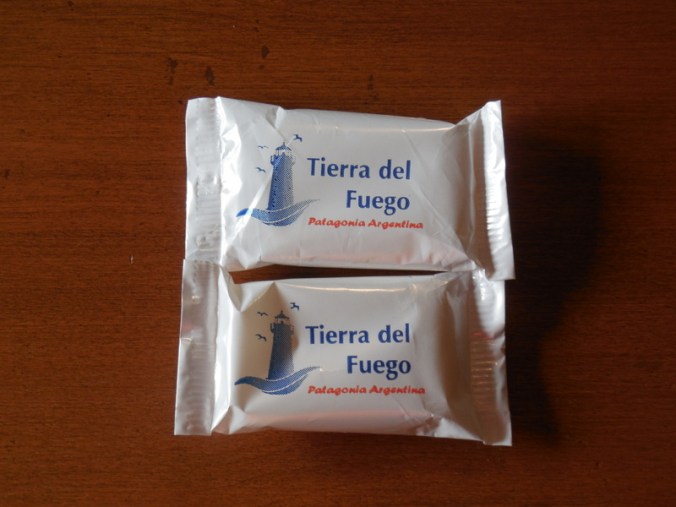 Tierra del
Fuego
Patagonia Argentina
Tierra del
Fuego
Patagonia Argentina